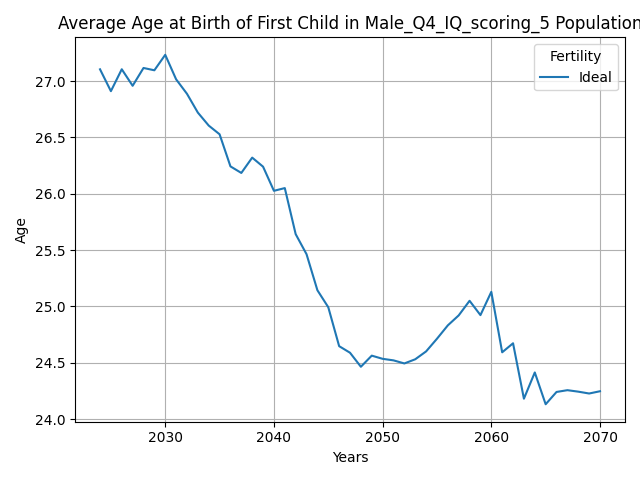 Average Age at Birth of First Child in Male_Q4_IQ_scoring_5 Population
Fertility
Ideal
27.0
26.5
26.0
25.5
25.0
24.5
24.0
Age
2030 2040 2050 2060 2070
Years